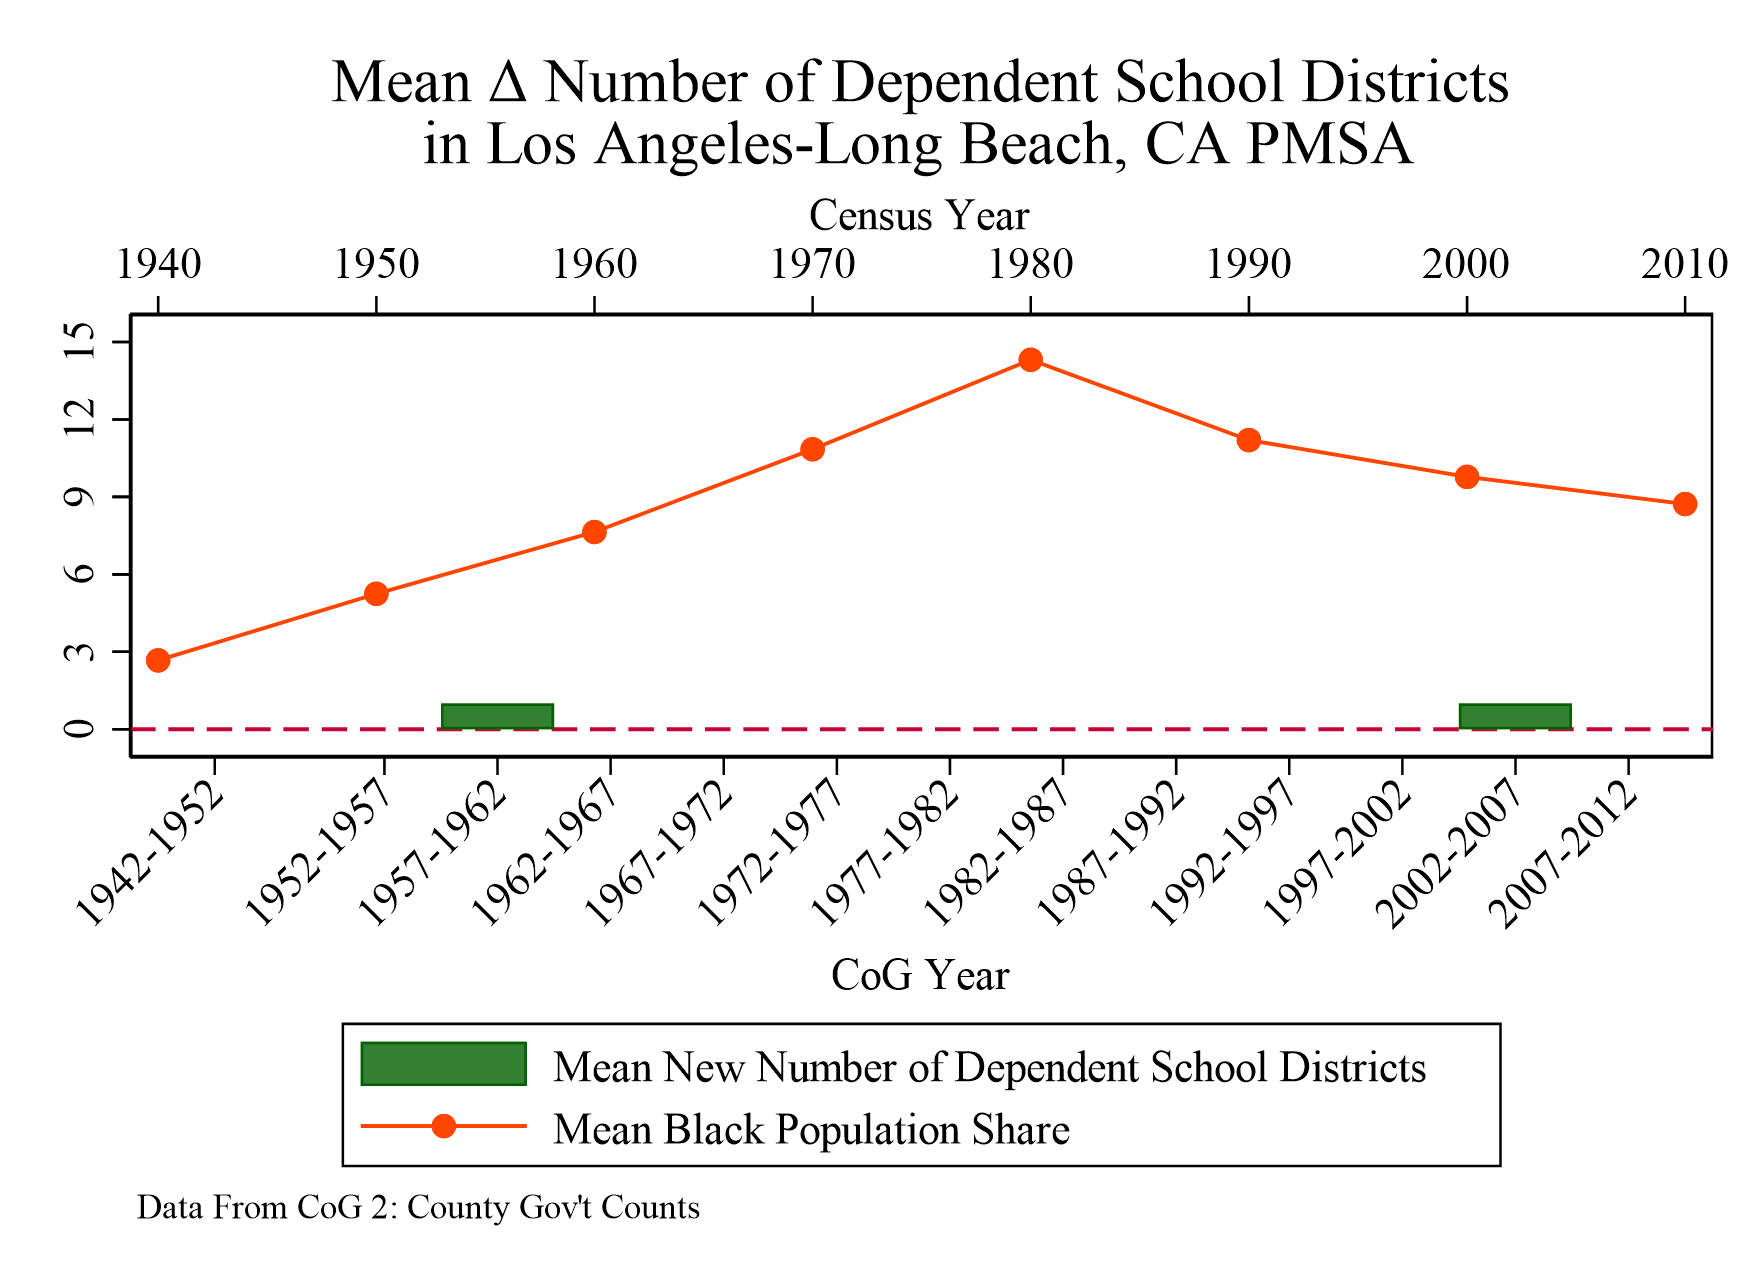 Mean Δ Number of Dependent School Districts
in Los Angeles-Long Beach, CA PMSA
Census Year
1940 1950 1960 1970 1980 1990 2000 2010
15
12
9
6
3
0
1942-1952 1952-1957 1957-1962 1962-1967 1967-1972 1972-1977 1977-1982 1982-1987 1987-1992 1992-1997 1997-2002 2002-2007 2007-2012
CoG Year
Mean New Number of Dependent School Districts
Mean Black Population Share
Data From CoG 2: County Gov't Counts